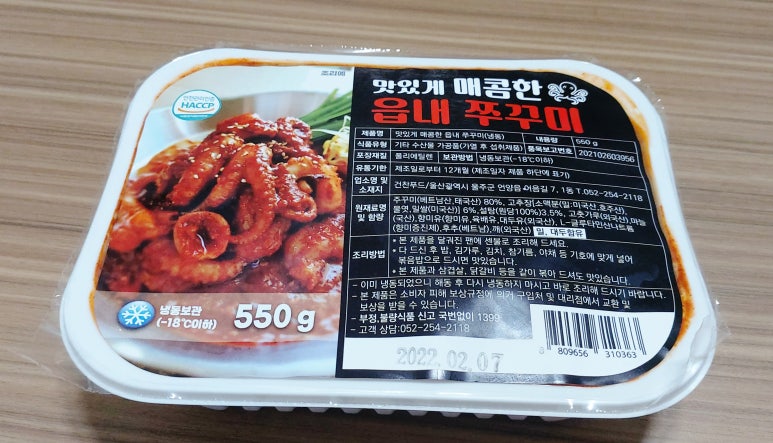 조리예
안전관리인증
HACCP
맛있게 매콤한
읍내 쭈꾸미
제품명 맛있게 매콤한 읍내 쭈꾸미(냉동) 내용량 550 g
식품유형 기타 수산물 가공품(가열 후 섭취제품) 품목보고번호 202102603956
포장재질 폴리에틸렌 보관방법 냉동보관(-18℃이하)
유통기한 제조일로부터 12개월 (제조일자 제품 하단에 표기)
업소명 및 소재지 건찬푸드/울산광역시 울주군 언양읍 어음길 7, 1동 T.052-254-2118
원재료명 및 함량 쭈꾸미(베트남산,태국산) 80%, 고추장[소맥분(밀:미국산,호주산),
물엿,밀쌀(미국산)] 6%,설탕(원당100%)3.5%, 고춧가루(외국산),마늘
(국산),향미유(향미유,옥배유,대두유(외국산), L-글루타민산나트륨
(향미증진제),후추(베트남),깨(외국산) 밀, 대두함유
조리방법 * 본 제품을 달궈진 팬에 센불로 조리해 드세요.
* 다 드신 후 밥, 김가루, 김치, 참기름, 야채 등 기호에 맞게 넣어
볶음밥으로 드시면 맛있습니다.
* 본 제품과 삼겹살, 닭갈비 등을 같이 볶아 드셔도 맛있습니다.
- 이미 냉동되었으니 해동 후 다시 냉동하지 마시고 바로 조리해 드시기 바랍니다.
- 본 제품은 소비자 피해 보상규정에 의거 구입처 및 대리점에서 교환 및
보상을 받을 수 있습니다.
- 부정,불량식품 신고 국번없이 1399
- 고객 상담:052-254-2118
냉동보관
(-18℃이하)
550 g
2022.02.07
8 809656 310363